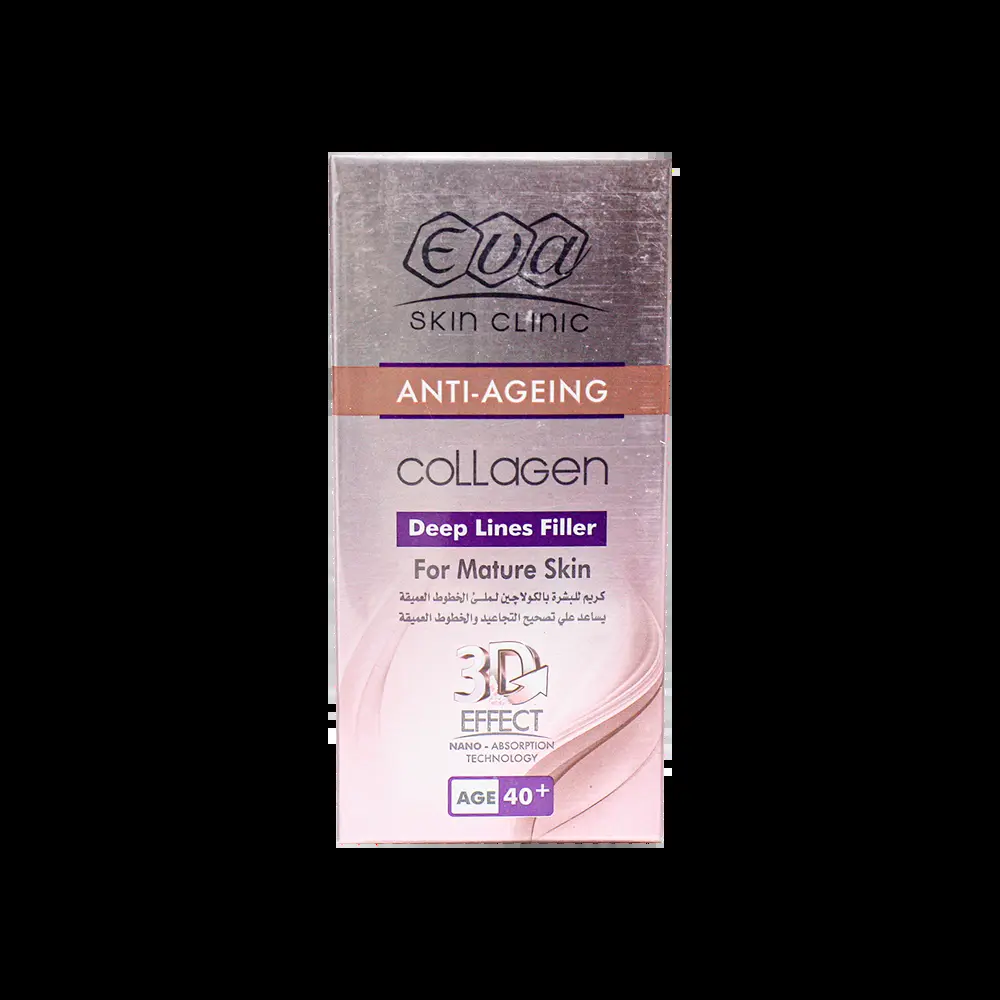 Eva
SKIN CLINIC
ANTI-AGEING
coLLaGen
Deep Lines Filler
For Mature Skin
كريم للبشرة بالكولاچين لملئ الخطوط العميقة
يساعد علي تصحيح التجاعيد والخطوط العميقة
3D
EFFECT
NANO - ABSORPTION
TECHNOLOGY
AGE 40+